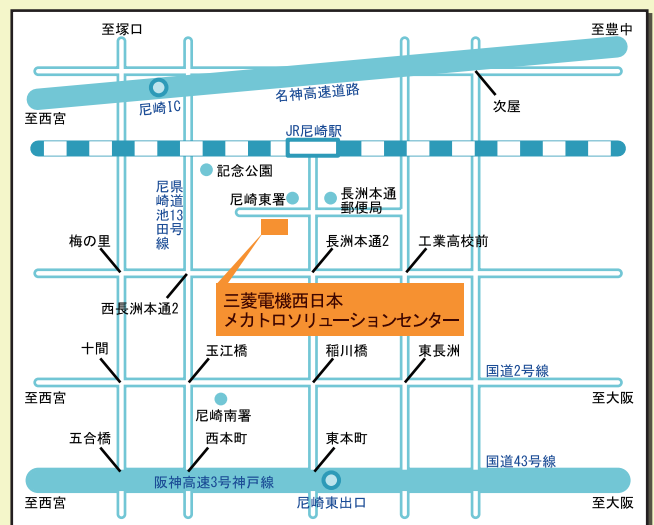 至塚口
至豊中
名神高速道路
尼崎IC
至西宮
次屋
JR尼崎駅
記念公園
県道13号
尼崎池田線
尼崎東署
長洲本通
郵便局
梅の里
長洲本通2
工業高校前
西長洲本通2
三菱電機西日本
メカトロソリューションセンター
十間
玉江橋
稲川橋
東長洲
国道2号線
至西宮
至大阪
尼崎南署
五合橋
西本町
東本町
国道43号線
阪神高速3号神戸線
至西宮
尼崎東出口
至大阪